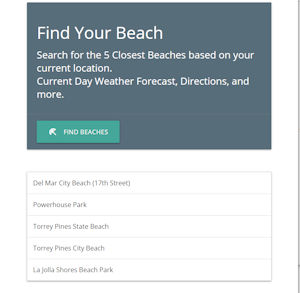 Find Your Beach
Search for the 5 Closest Beaches based on your
current location.
Current Day Weather Forecast, Directions, and
more.
FIND BEACHES
Del Mar City Beach (17th Street)
Powerhouse Park
Torrey Pines State Beach
Torrey Pines City Beach
La Jolla Shores Beach Park